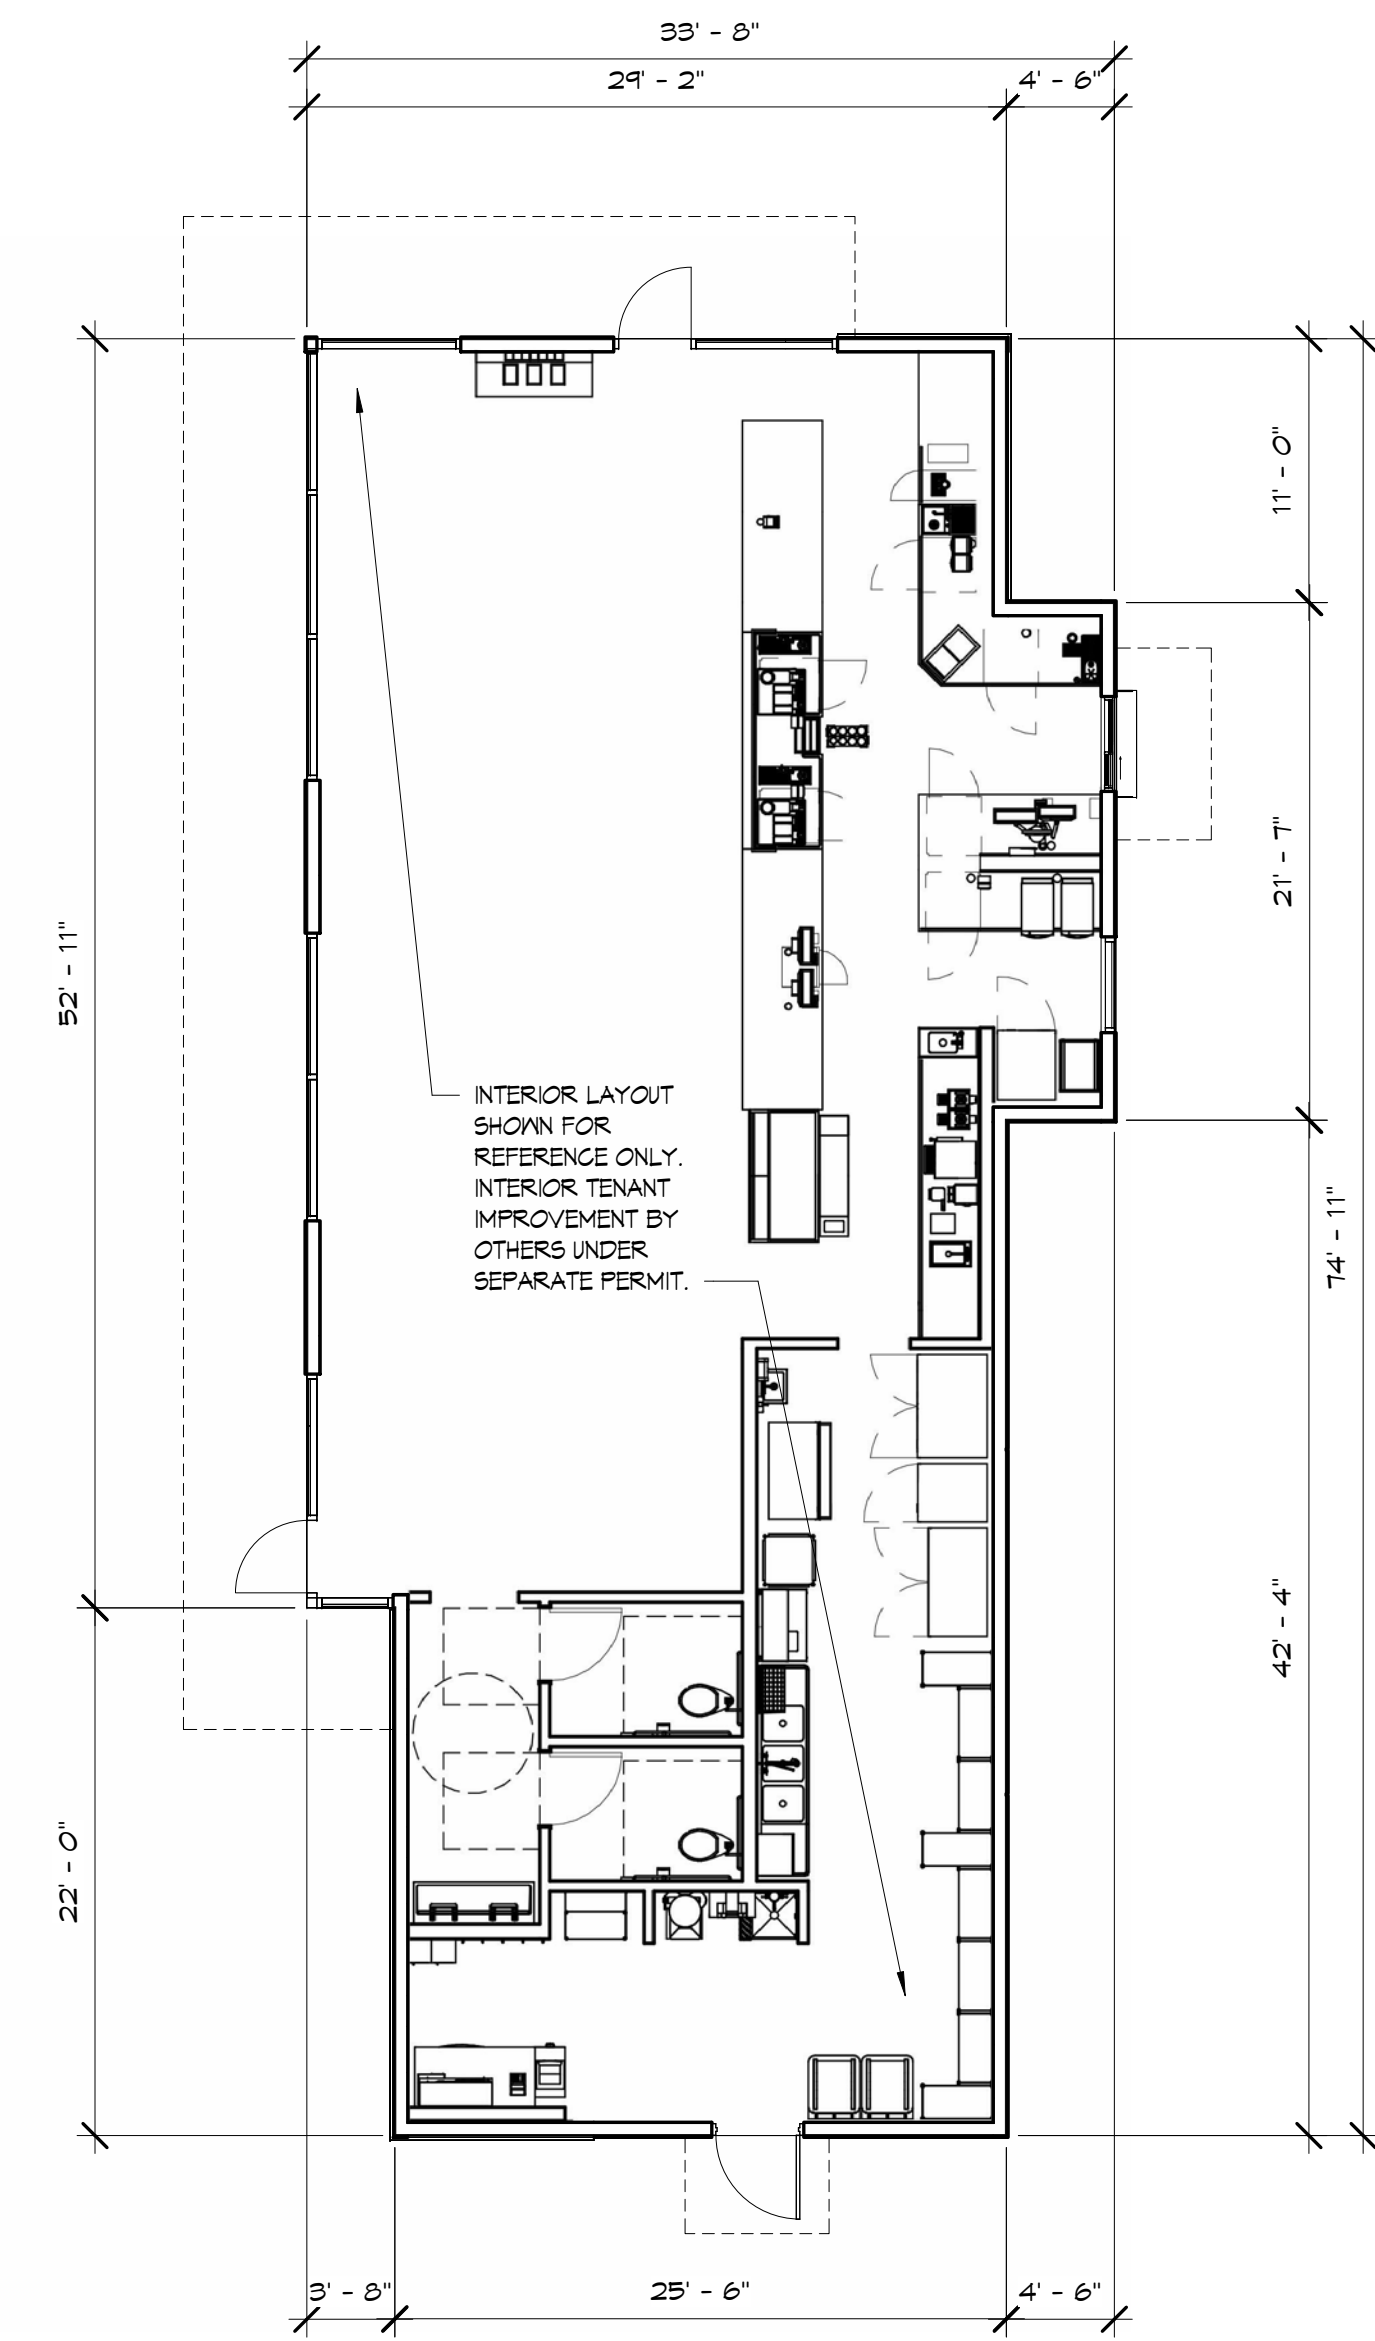 33' - 8"
29' - 2"
4' - 6"
11' - 0"
52' - 11"
21' - 7"
INTERIOR LAYOUT
SHOWN FOR
REFERENCE ONLY.
INTERIOR TENANT
IMPROVEMENT BY
OTHERS UNDER
SEPARATE PERMIT.
74' - 11"
42' - 4"
22' - 0"
3' - 8"
25' - 6"
4' - 6"